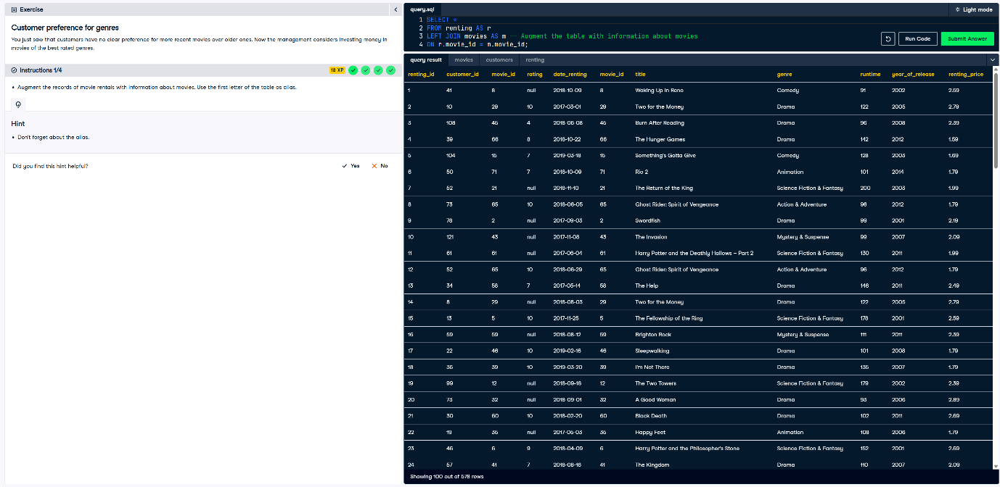 Exercise
Customer preference for genres
You just saw that customers have no clear preference for more recent movies over older ones. Now the management considers investing money in
movies of the best rated genres.
Instructions 1/4
18 XP
Augment the records of movie rentals with information about movies. Use the first letter of the table as alias.
Hint
Don't forget about the alias.
Did you find this hint helpful?
Yes
No
query.sql
Light mode
1 SELECT *
2 FROM renting AS r
3 LEFT JOIN movies AS m -- Augment the table with information about movies
4 ON r.movie_id = m.movie_id;
Run Code
Submit Answer
query result movies customers renting
renting_id customer_id movie_id rating date_renting movie_id title genre runtime year_of_release renting_price
1 41 8 null 2018-10-09 8 Waking Up in Reno Comedy 91 2002 2.59
2 10 29 10 2017-03-01 29 Two for the Money Drama 122 2005 2.79
3 108 45 4 2018-06-08 45 Burn After Reading Drama 96 2008 2.39
4 39 66 8 2018-10-22 66 The Hunger Games Drama 142 2012 1.59
5 104 15 7 2019-03-18 15 Something's Gotta Give Comedy 128 2003 1.69
6 50 71 7 2018-10-09 71 Rio 2 Animation 101 2014 1.79
7 52 21 null 2018-11-10 21 The Return of the King Science Fiction & Fantasy 200 2003 1.99
8 73 65 10 2018-06-05 65 Ghost Rider: Spirit of Vengeance Action & Adventure 96 2012 1.79
9 78 2 null 2017-09-03 2 Swordfish Drama 99 2001 2.19
10 121 43 null 2017-11-08 43 The Invasion Mystery & Suspense 99 2007 2.09
11 61 61 null 2017-06-04 61 Harry Potter and the Deathly Hallows – Part 2 Science Fiction & Fantasy 130 2011 1.99
12 52 65 10 2018-06-29 65 Ghost Rider: Spirit of Vengeance Action & Adventure 96 2012 1.79
13 34 58 7 2017-05-14 58 The Help Drama 146 2011 2.49
14 8 29 null 2018-08-03 29 Two for the Money Drama 122 2005 2.79
15 13 5 10 2017-11-25 5 The Fellowship of the Ring Science Fiction & Fantasy 178 2001 2.59
16 59 59 null 2018-08-12 59 Brighton Rock Mystery & Suspense 111 2011 2.39
17 22 46 10 2019-02-16 46 Sleepwalking Drama 101 2008 1.79
18 36 39 10 2019-03-20 39 I'm Not There Drama 135 2007 1.79
19 99 12 null 2018-09-16 12 The Two Towers Science Fiction & Fantasy 179 2002 2.39
20 73 32 null 2018-09-01 32 A Good Woman Drama 93 2006 2.89
21 30 60 10 2018-02-20 60 Black Death Drama 102 2011 2.69
22 19 35 null 2017-05-03 35 Happy Feet Animation 108 2006 1.79
23 46 6 9 2018-04-09 6 Harry Potter and the Philosopher's Stone Science Fiction & Fantasy 152 2001 2.69
24 57 41 7 2018-08-16 41 The Kingdom Drama 110 2007 2.09
Showing 100 out of 578 rows